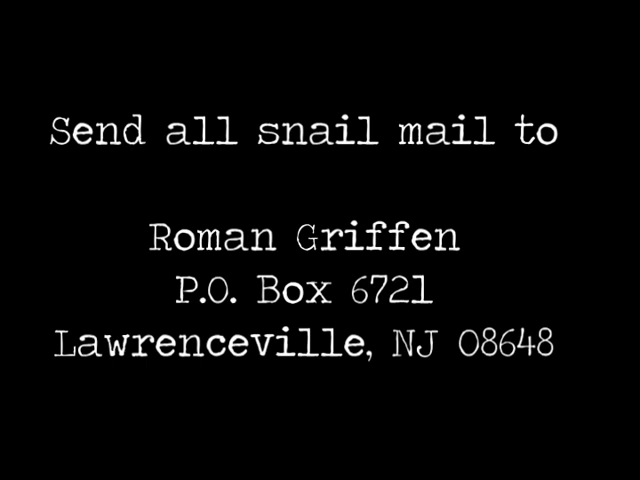 Send all snail mail to
Roman Griffen
P.O. Box 6721
Lawrenceville, NJ 08648